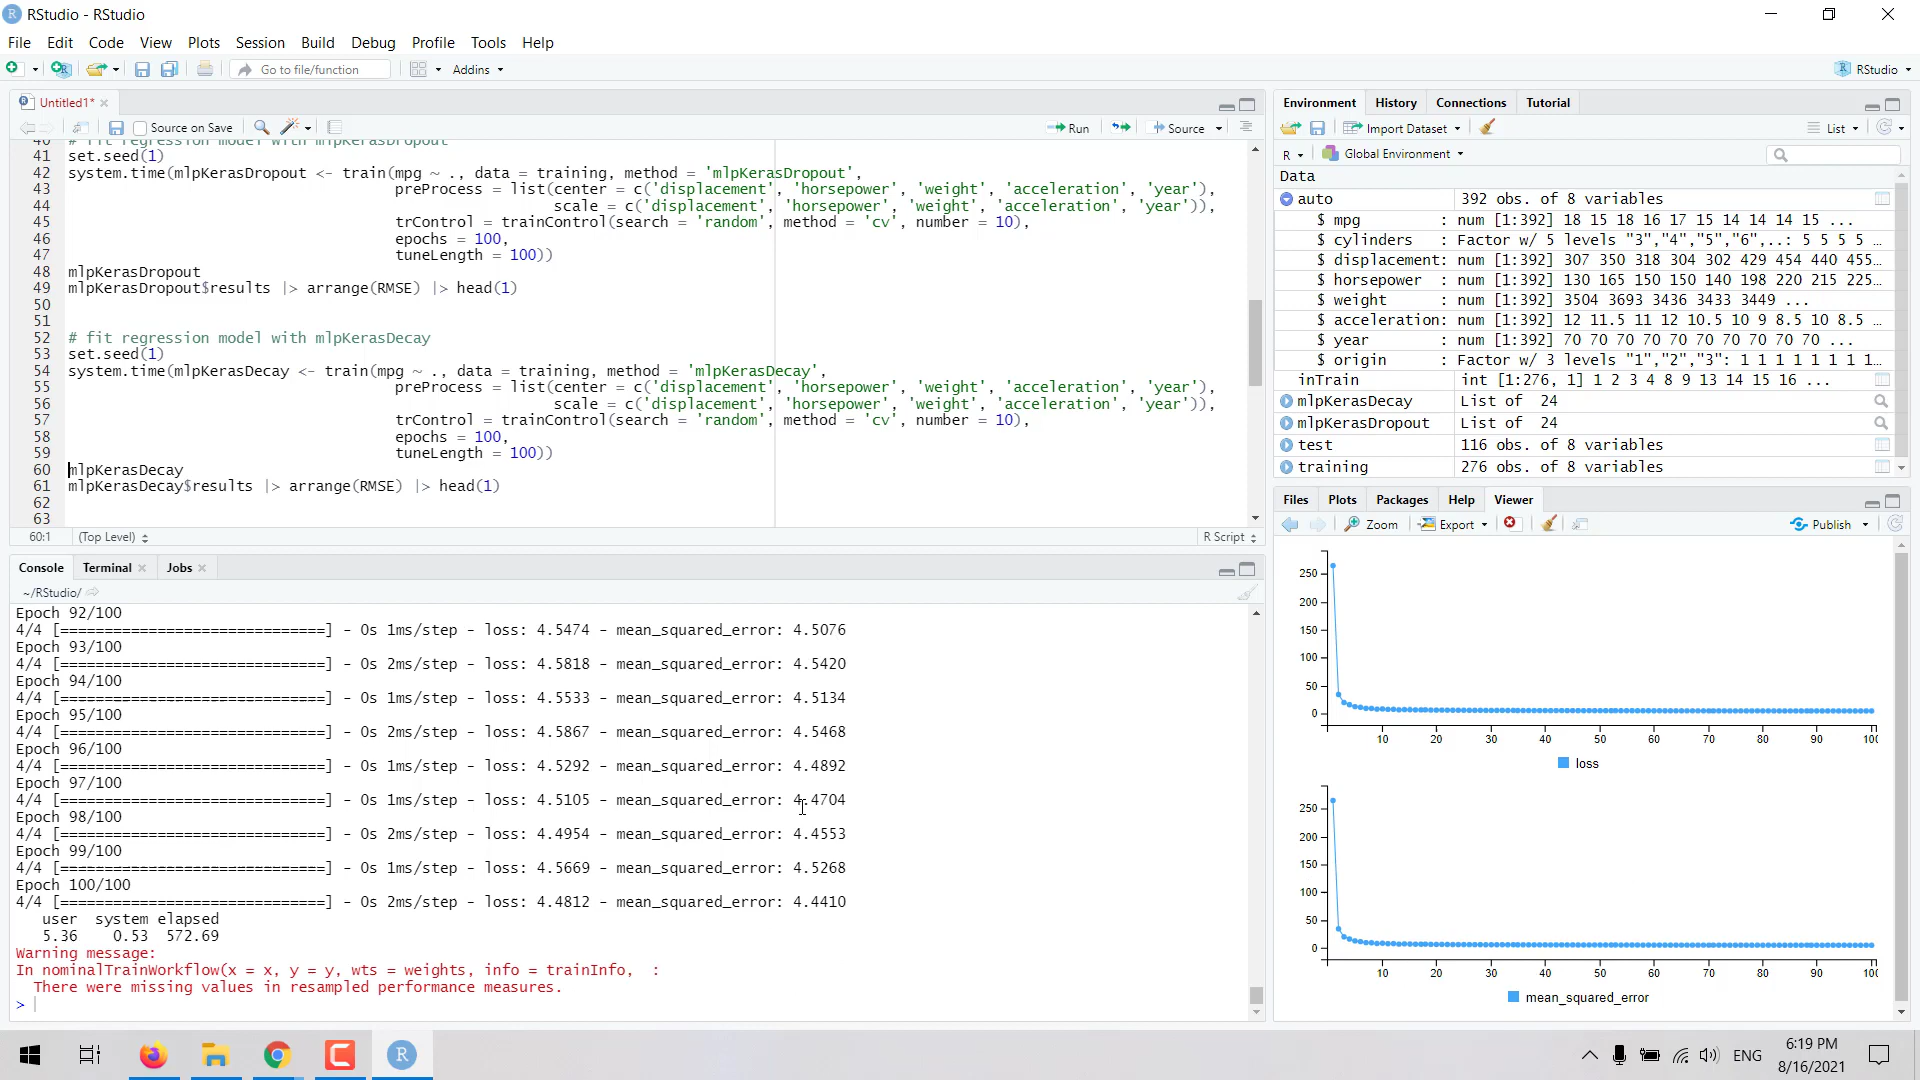 RStudio - RStudio
File Edit Code View Plots Session Build Debug Profile Tools Help
Go to file/function
Addins
RStudio
Untitled1*
Source on Save
Run
Source
40 # fit regression model with mlpKerasDropout
41 set.seed(1)
42 system.time(mlpKerasDropout <- train(mpg ~ ., data = training, method = 'mlpKerasDropout',
43 preProcess = list(center = c('displacement', 'horsepower', 'weight', 'acceleration', 'year'),
44 scale = c('displacement', 'horsepower', 'weight', 'acceleration', 'year')),
45 trControl = trainControl(search = 'random', method = 'cv', number = 10),
46 epochs = 100,
47 tuneLength = 100))
48 mlpKerasDropout
49 mlpKerasDropout$results |> arrange(RMSE) |> head(1)
50
51
52 # fit regression model with mlpKerasDecay
53 set.seed(1)
54 system.time(mlpKerasDecay <- train(mpg ~ ., data = training, method = 'mlpKerasDecay',
55 preProcess = list(center = c('displacement', 'horsepower', 'weight', 'acceleration', 'year'),
56 scale = c('displacement', 'horsepower', 'weight', 'acceleration', 'year')),
57 trControl = trainControl(search = 'random', method = 'cv', number = 10),
58 epochs = 100,
59 tuneLength = 100))
60 mlpKerasDecay
61 mlpKerasDecay$results |> arrange(RMSE) |> head(1)
62
63
60:1 (Top Level) R Script
Console Terminal Jobs
~/RStudio/
Epoch 92/100
4/4 [==============================] - 0s 1ms/step - loss: 4.5474 - mean_squared_error: 4.5076
Epoch 93/100
4/4 [==============================] - 0s 2ms/step - loss: 4.5818 - mean_squared_error: 4.5420
Epoch 94/100
4/4 [==============================] - 0s 1ms/step - loss: 4.5533 - mean_squared_error: 4.5134
Epoch 95/100
4/4 [==============================] - 0s 2ms/step - loss: 4.5867 - mean_squared_error: 4.5468
Epoch 96/100
4/4 [==============================] - 0s 1ms/step - loss: 4.5292 - mean_squared_error: 4.4892
Epoch 97/100
4/4 [==============================] - 0s 1ms/step - loss: 4.5105 - mean_squared_error: 4.4704
Epoch 98/100
4/4 [==============================] - 0s 2ms/step - loss: 4.4954 - mean_squared_error: 4.4553
Epoch 99/100
4/4 [==============================] - 0s 1ms/step - loss: 4.5669 - mean_squared_error: 4.5268
Epoch 100/100
4/4 [==============================] - 0s 2ms/step - loss: 4.4812 - mean_squared_error: 4.4410
user system elapsed
5.36 0.53 572.69
Warning message:
In nominalTrainWorkflow(x = x, y = y, wts = weights, info = trainInfo, :
There were missing values in resampled performance measures.
>
Environment History Connections Tutorial
Import Dataset
List
R Global Environment
Data
auto 392 obs. of 8 variables
$ mpg : num [1:392] 18 15 18 16 17 15 14 14 14 15 ...
$ cylinders : Factor w/ 5 levels "3","4","5","6",..: 5 5 5 5 …
$ displacement: num [1:392] 307 350 318 304 302 429 454 440 455…
$ horsepower : num [1:392] 130 165 150 150 140 198 220 215 225…
$ weight : num [1:392] 3504 3693 3436 3433 3449 ...
$ acceleration: num [1:392] 12 11.5 11 12 10.5 10 9 8.5 10 8.5 …
$ year : num [1:392] 70 70 70 70 70 70 70 70 70 70 ...
$ origin : Factor w/ 3 levels "1","2","3": 1 1 1 1 1 1 1 1…
inTrain int [1:276, 1] 1 2 3 4 8 9 13 14 15 16 ...
mlpKerasDecay List of 24
mlpKerasDropout List of 24
test 116 obs. of 8 variables
training 276 obs. of 8 variables
Files Plots Packages Help Viewer
Zoom Export Publish
250
200
150
100
50
0
10 20 30 40 50 60 70 80 90 100
loss
250
200
150
100
50
0
10 20 30 40 50 60 70 80 90 100
mean_squared_error
ENG
6:19 PM
8/16/2021